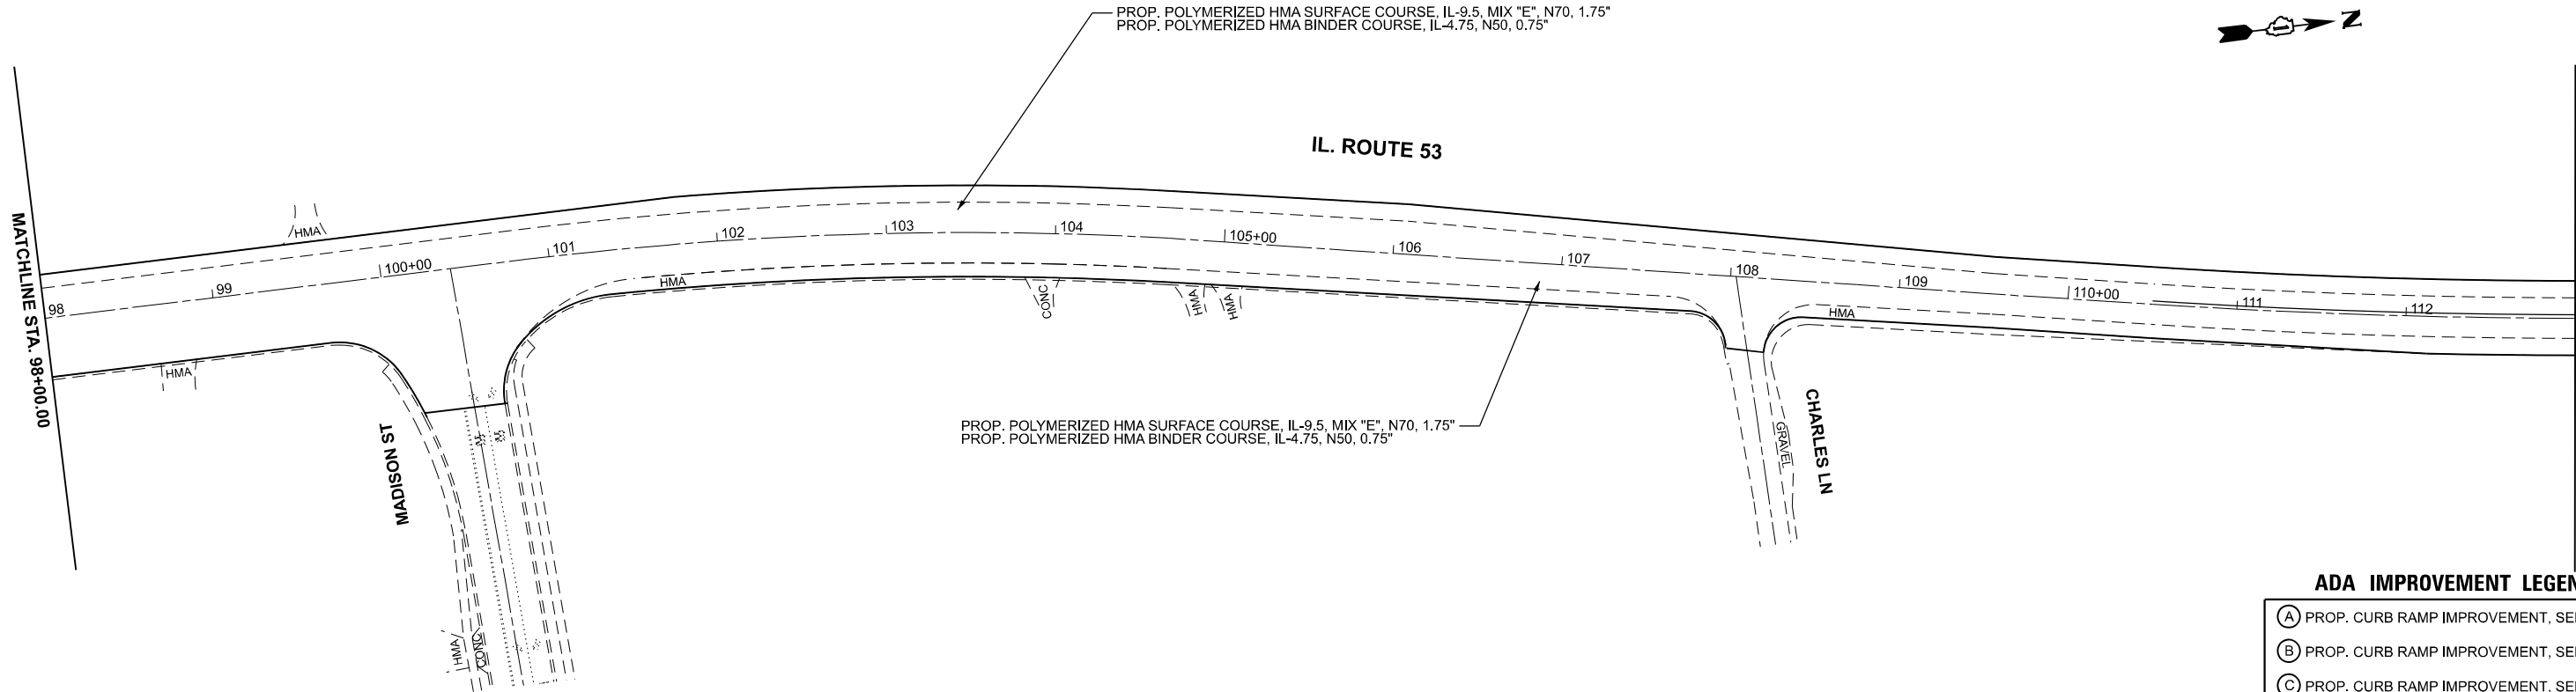 PROP. POLYMERIZED HMA SURFACE COURSE, IL-9.5, MIX "E", N70, 1.75"
PROP. POLYMERIZED HMA BINDER COURSE, IL-4.75, N50, 0.75"
N
IL. ROUTE 53
MATCHLINE STA. 98+00.00
HMA
98
99
100+00
101
102
103
104
105+00
106
107
108
109
110+00
111
112
HMA
HMA
CONC
HMA
HMA
HMA
MADISON ST
PROP. POLYMERIZED HMA SURFACE COURSE, IL-9.5, MIX "E", N70, 1.75"
PROP. POLYMERIZED HMA BINDER COURSE, IL-4.75, N50, 0.75"
GRAVEL
CHARLES LN
HMA
CONC
ADA IMPROVEMENT LEGEN
A PROP. CURB RAMP IMPROVEMENT, SE
B PROP. CURB RAMP IMPROVEMENT, SE
C PROP. CURB RAMP IMPROVEMENT, SE